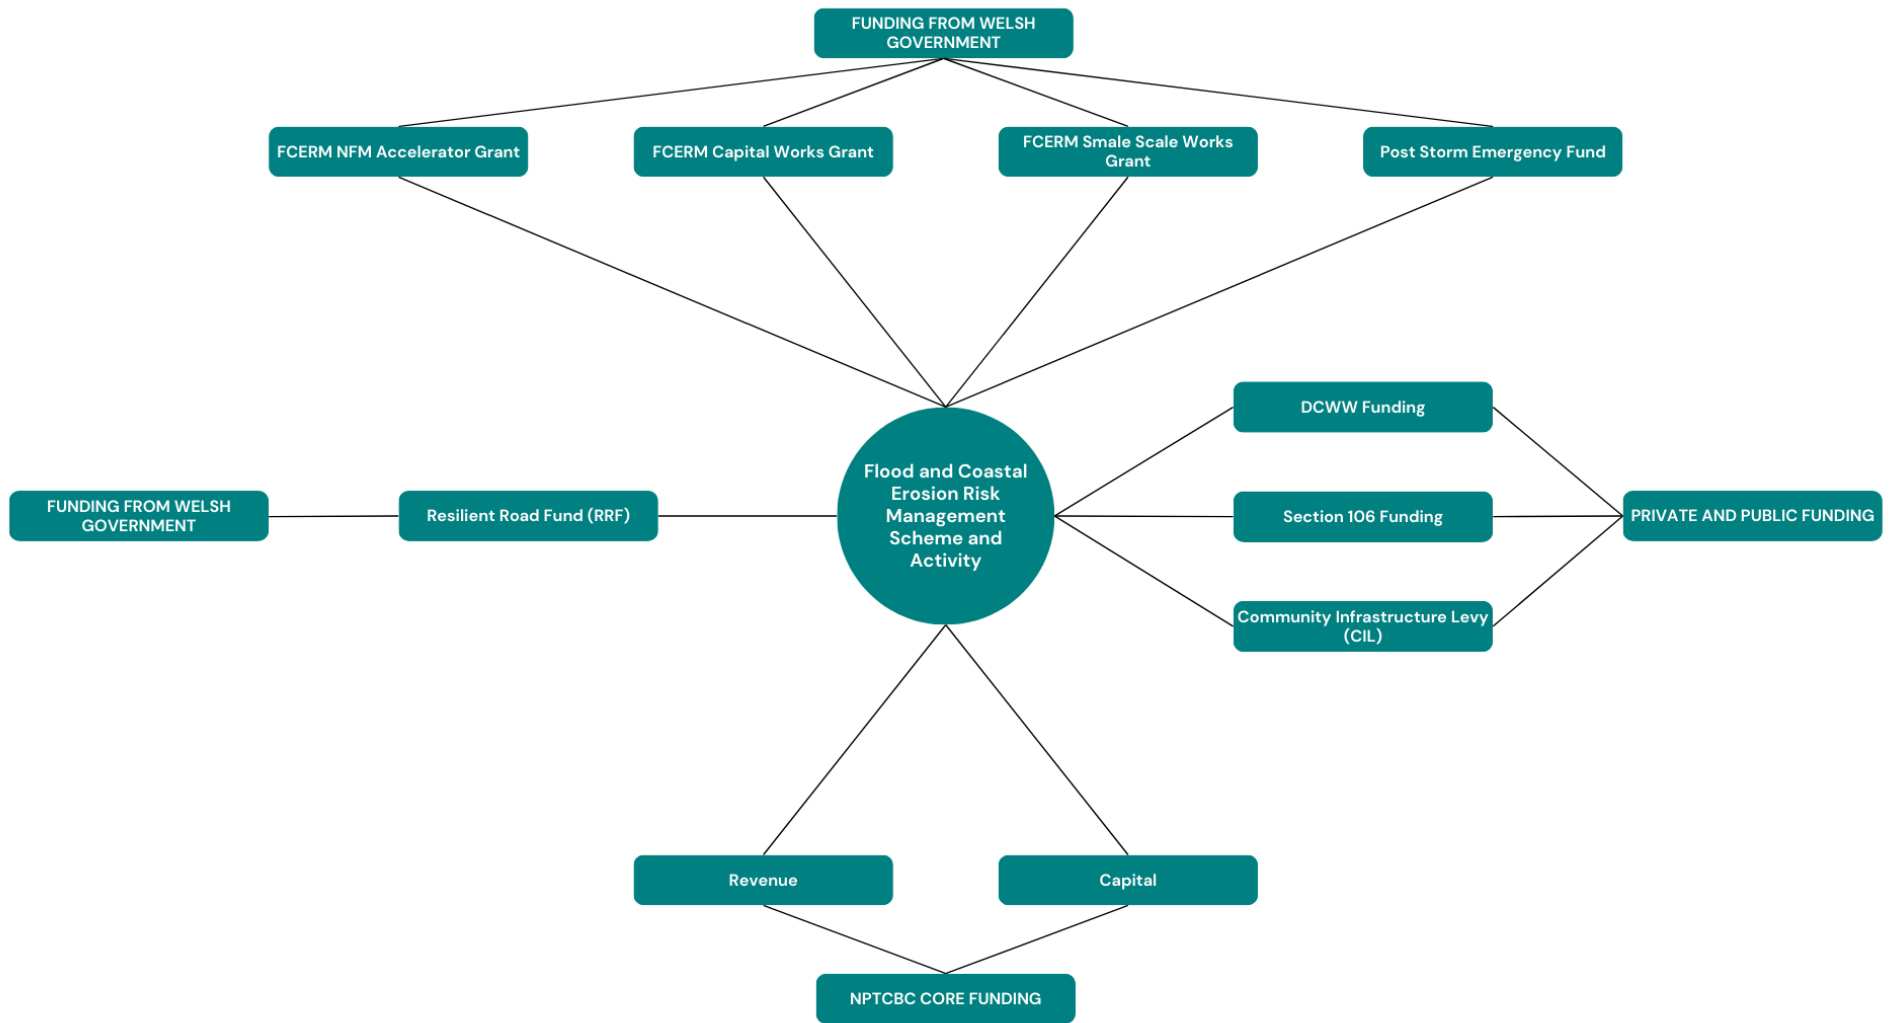 FUNDING FROM WELSH
GOVERNMENT
FCERM NFM Accelerator Grant
FCERM Capital Works Grant
FCERM Smale Scale Works
Grant
Post Storm Emergency Fund
DCWW Funding
Flood and Coastal
Erosion Risk
Management
Scheme and
Activity
FUNDING FROM WELSH
GOVERNMENT
Resilient Road Fund (RRF)
Section 106 Funding
PRIVATE AND PUBLIC FUNDING
Community Infrastructure Levy
(CIL)
Revenue
Capital
NPTCBC CORE FUNDING